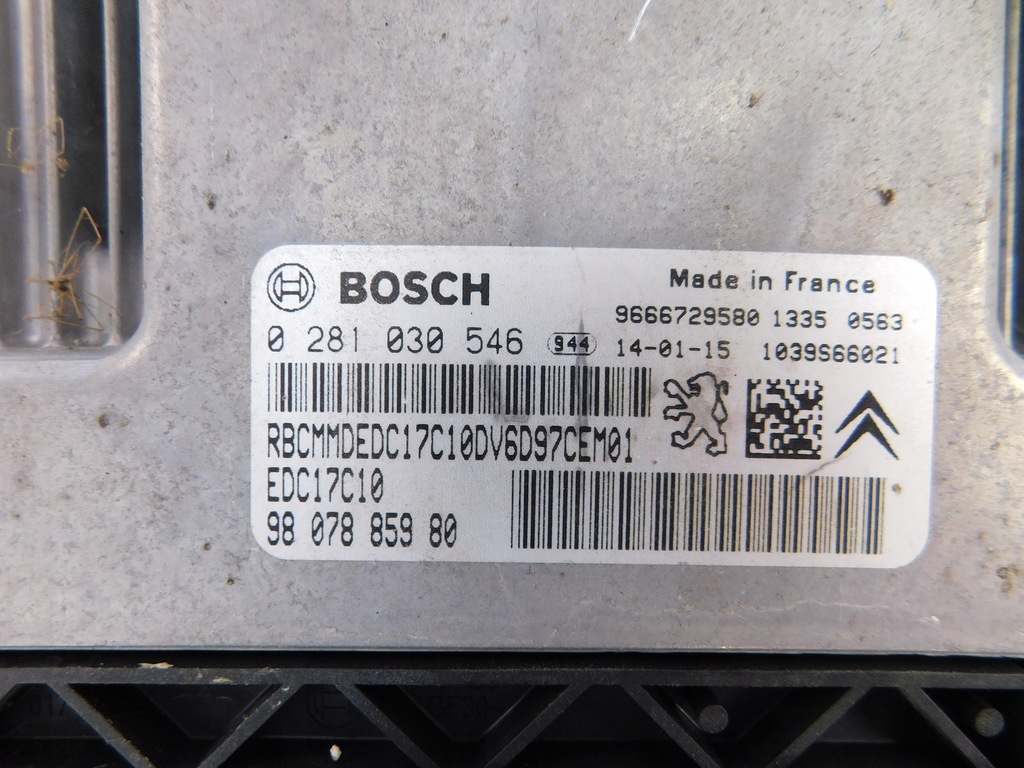 BOSCH
Made in France
9666729580 1335 0563
0 281 030 546 944 14-01-15 1039S66021
RBCMMDEDC17C10DV6D97CEM01
EDC17C10
98 078 859 80